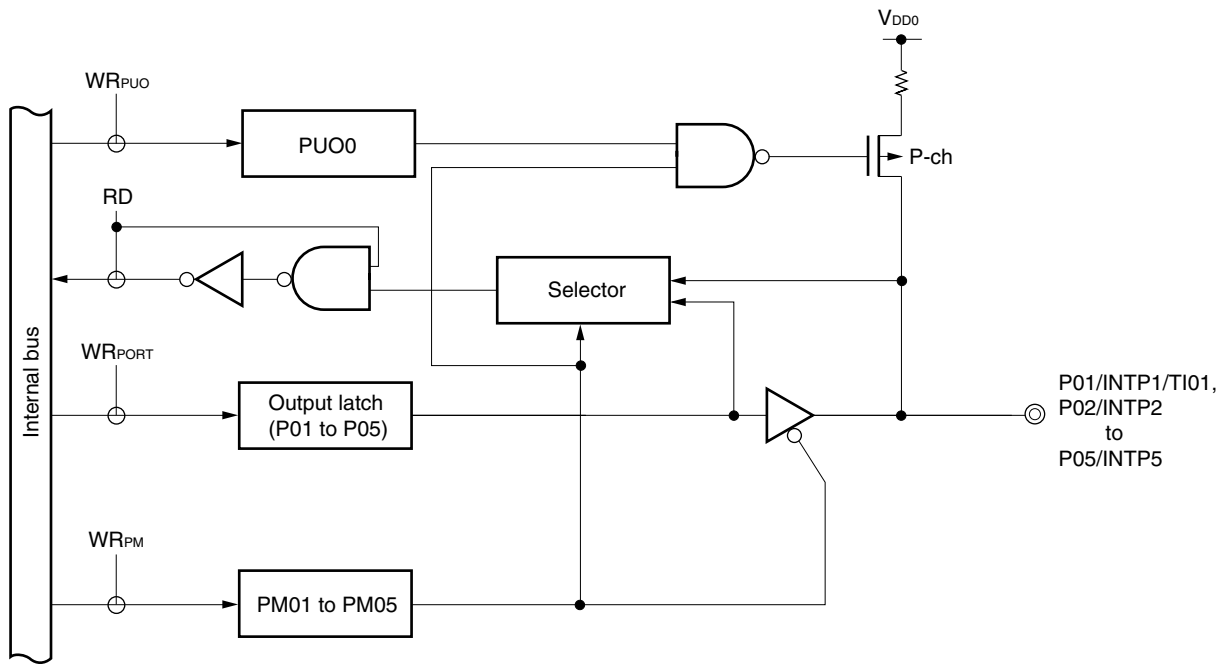 VDD0
WRPUO
PUO0
P-ch
RD
Selector
Internal bus
WRPORT
Output latch
(P01 to P05)
P01/INTP1/TI01,
P02/INTP2
to
P05/INTP5
WRPM
PM01 to PM05